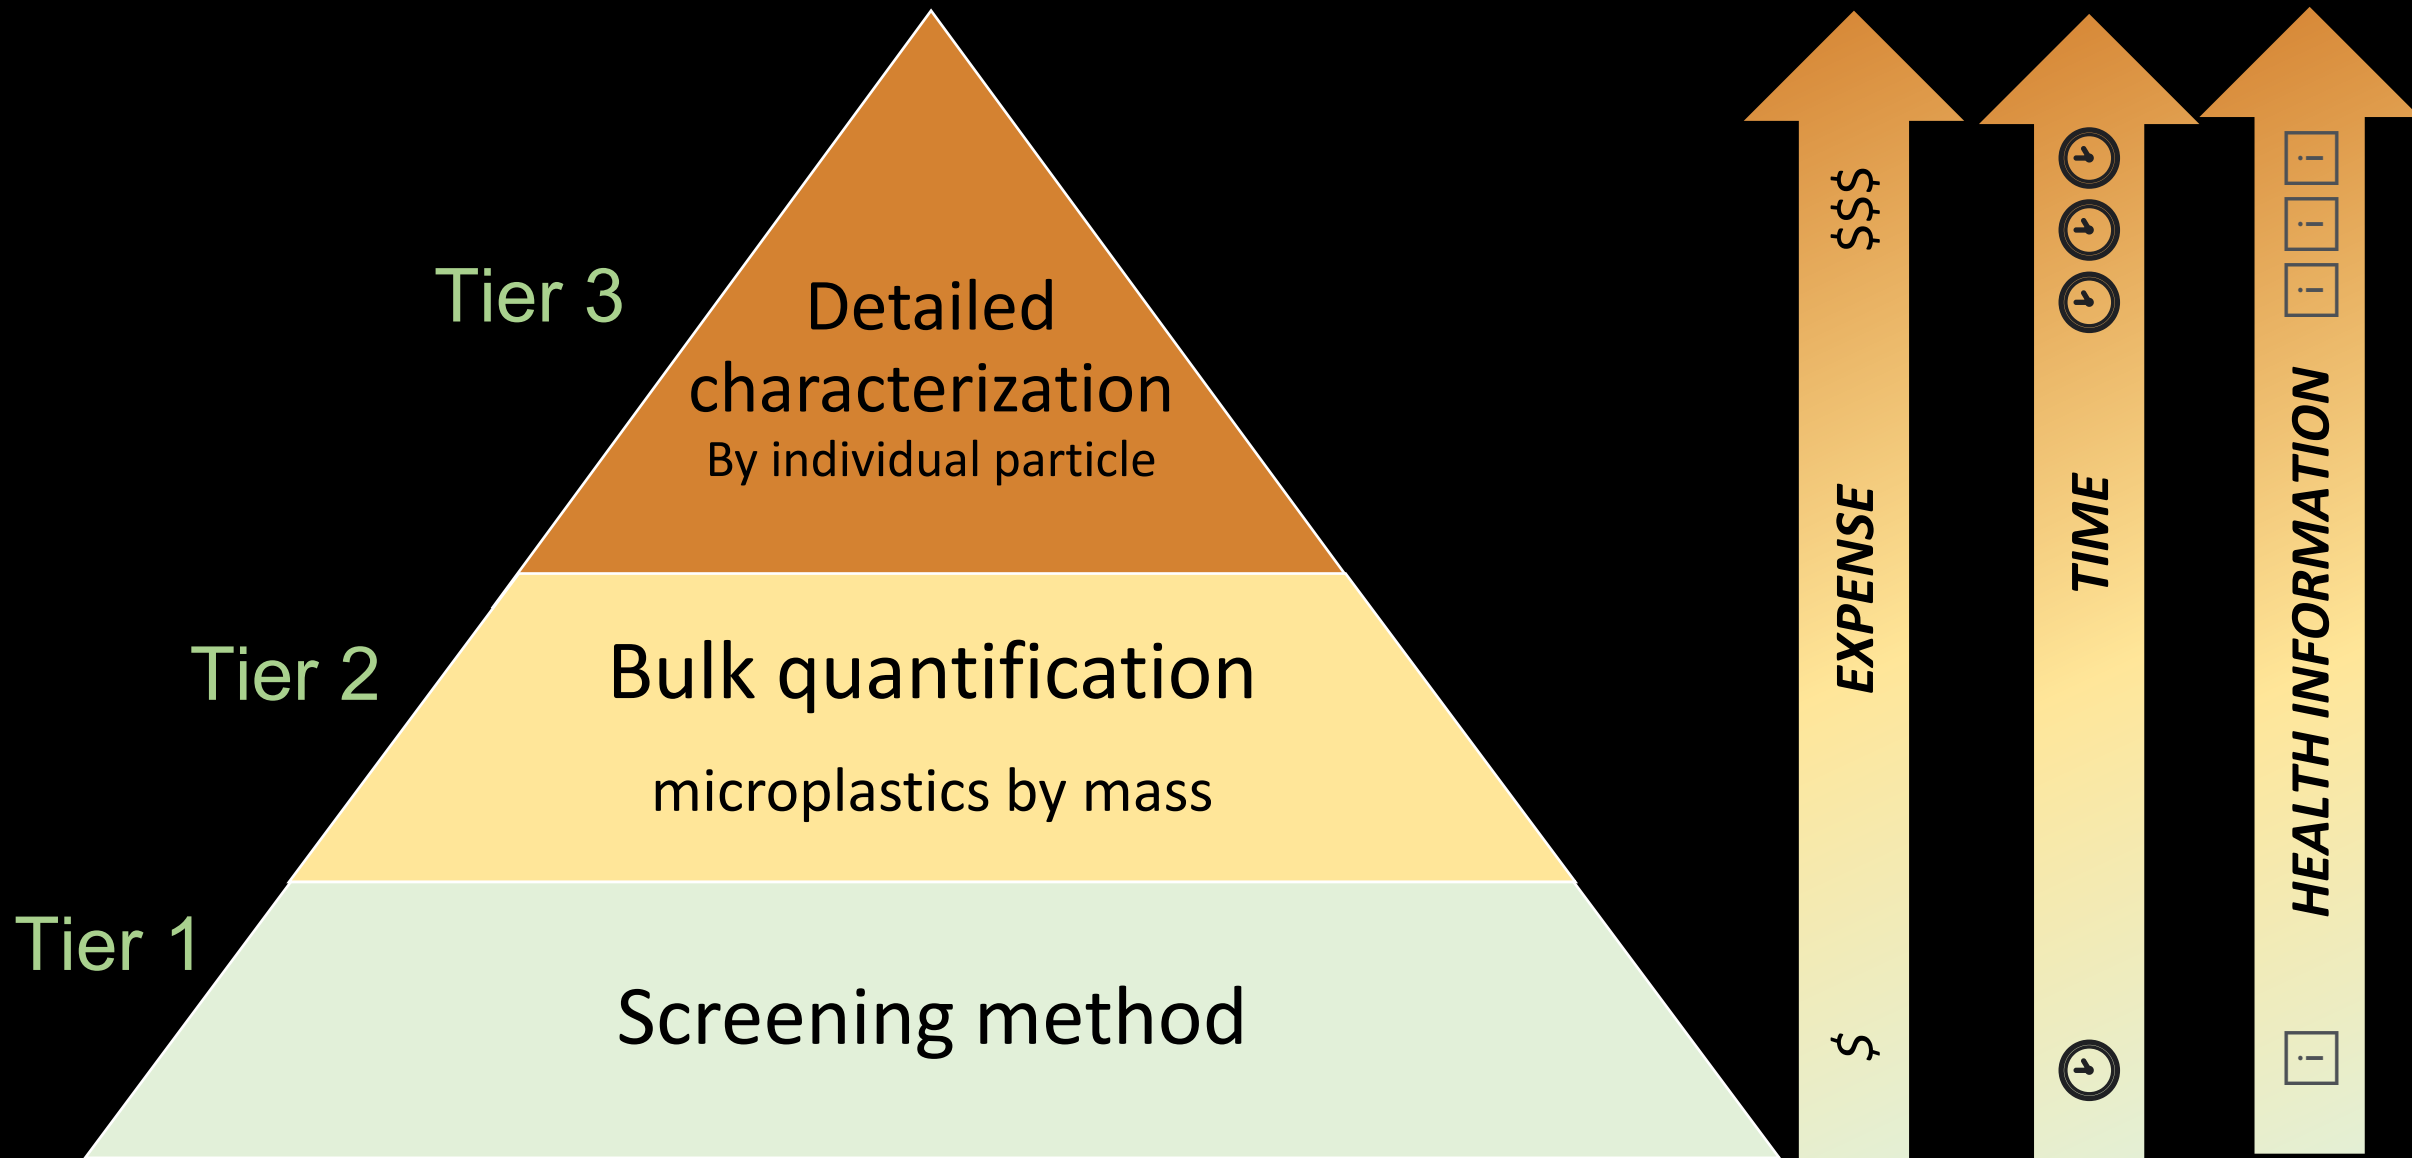 Tier 3
Detailed
characterization
By individual particle
Tier 2
Bulk quantification
microplastics by mass
Tier 1
Screening method
$$$
EXPENSE
$
TIME
i
i
i
HEALTH INFORMATION
i